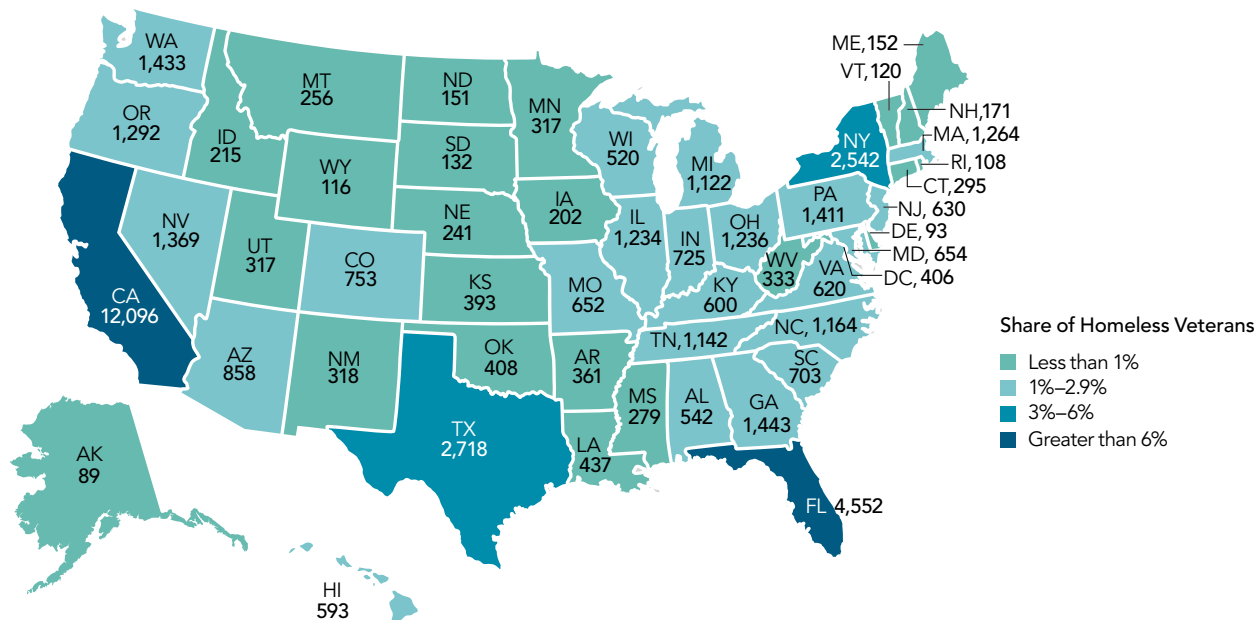 WA
1,433
OR
1,292
ID
215
MT
256
ND
151
MN
317
SD
132
WY
116
WI
520
MI
1,122
NY
2,542
ME, 152
VT, 120
NH, 171
MA, 1,264
RI, 108
CT, 295
NJ, 630
DE, 93
MD, 654
DC, 406
PA
1,411
IA
202
NE
241
NV
1,369
UT
317
CO
753
IL
1,234
IN
725
OH
1,236
WV
333
VA
620
KS
393
MO
652
KY
600
CA
12,096
TN, 1,142
NC, 1,164
AZ
858
NM
318
OK
408
AR
361
SC
703
MS
279
AL
542
GA
1,443
TX
2,718
LA
437
FL 4,552
AK
89
HI
593
Share of Homeless Veterans
Less than 1%
1%–2.9%
3%–6%
Greater than 6%